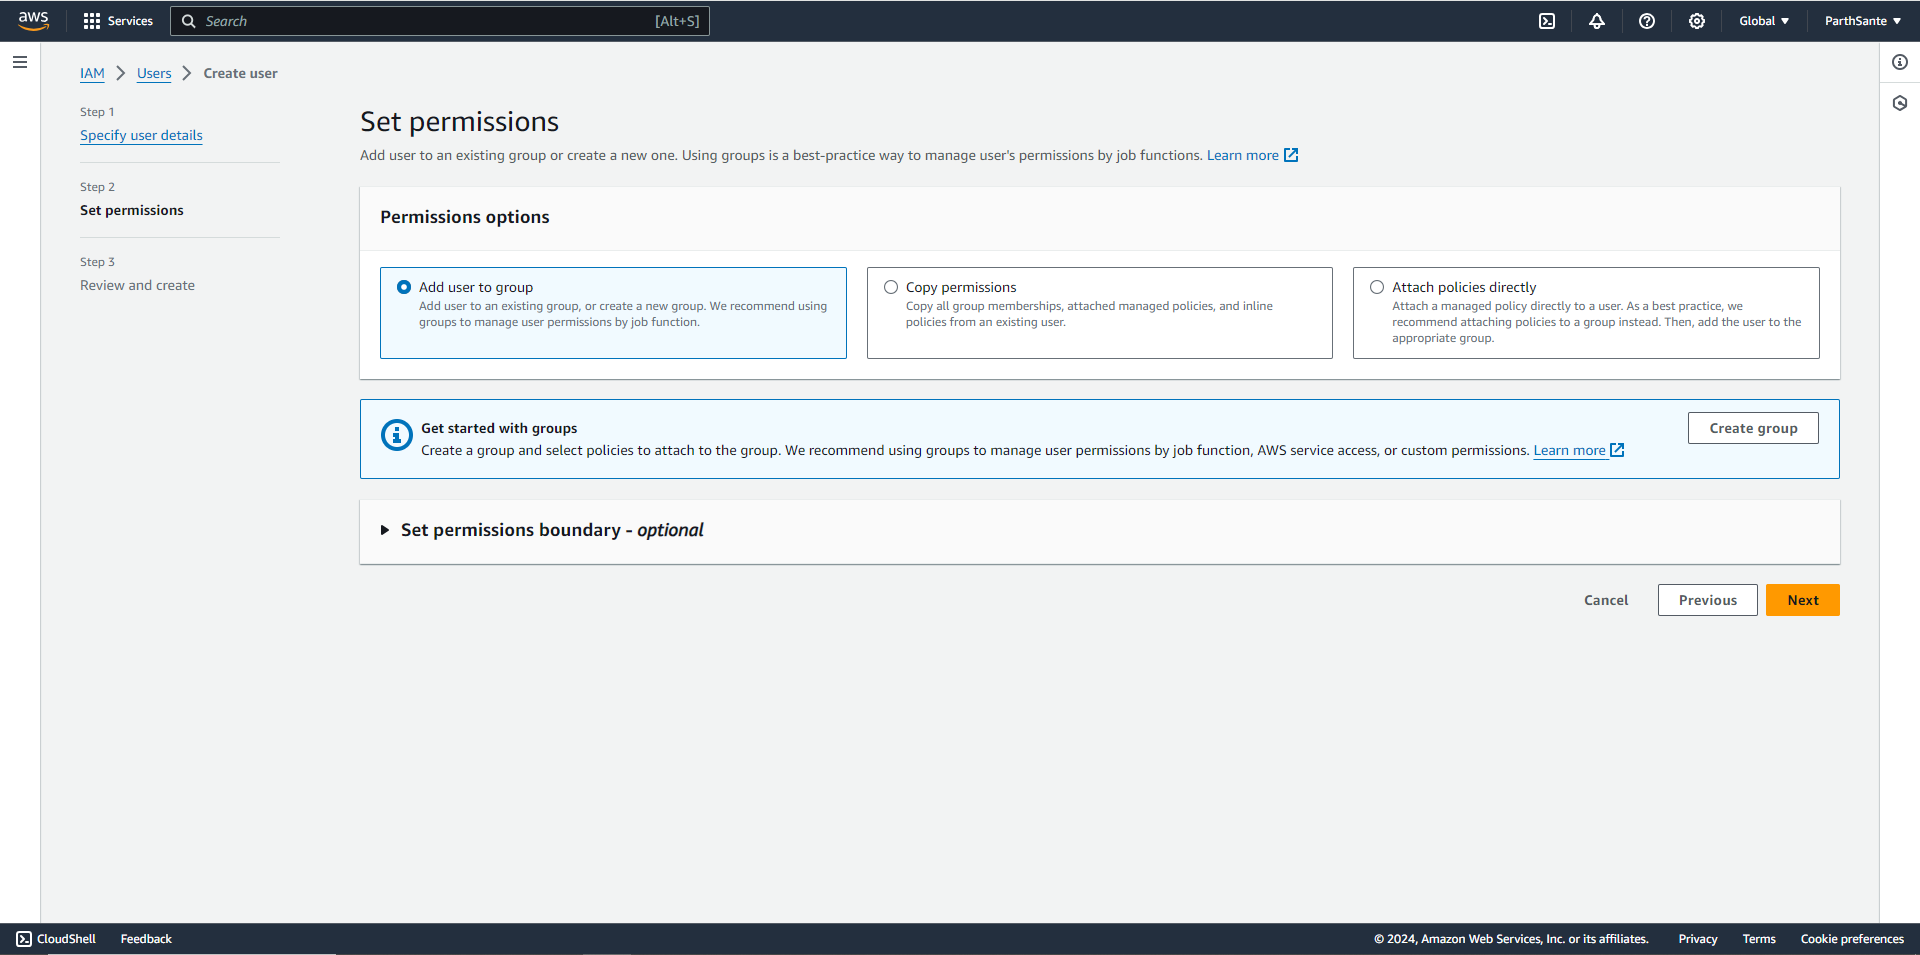 aws
Services
Search
[Alt+S]
Global
ParthSante
IAM
Users
Create user
Step 1
Specify user details
Step 2
Set permissions
Step 3
Review and create
Set permissions
Add user to an existing group or create a new one. Using groups is a best-practice way to manage user's permissions by job functions. Learn more
Permissions options
Add user to group
Add user to an existing group, or create a new group. We recommend using
groups to manage user permissions by job function.
Copy permissions
Copy all group memberships, attached managed policies, and inline
policies from an existing user.
Attach policies directly
Attach a managed policy directly to a user. As a best practice, we
recommend attaching policies to a group instead. Then, add the user to the
appropriate group.
Get started with groups
Create a group and select policies to attach to the group. We recommend using groups to manage user permissions by job function, AWS service access, or custom permissions. Learn more
Create group
Set permissions boundary - optional
Cancel
Previous
Next
CloudShell
Feedback
© 2024, Amazon Web Services, Inc. or its affiliates.
Privacy
Terms
Cookie preferences